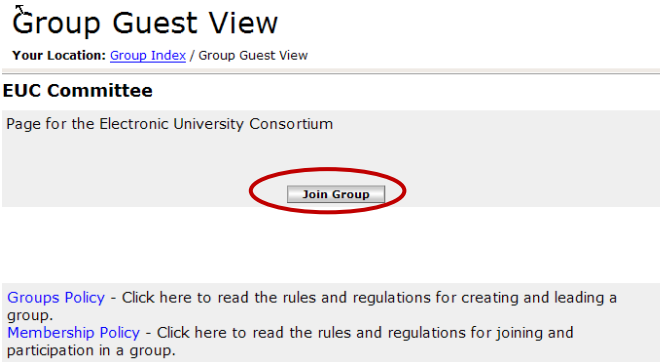 Group Guest View
Your Location: Group Index / Group Guest View
EUC Committee
Page for the Electronic University Consortium
Join Group
Groups Policy - Click here to read the rules and regulations for creating and leading a
group.
Membership Policy - Click here to read the rules and regulations for joining and
participation in a group.